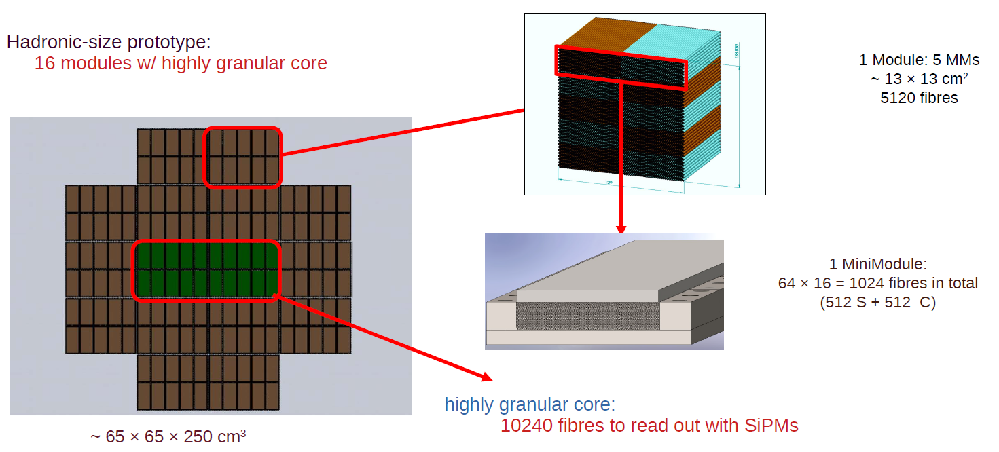 Hadronic-size prototype:
16 modules w/ highly granular core
1 Module: 5 MMs
~ 13 × 13 cm²
5120 fibres
129
1 MiniModule:
64 × 16 = 1024 fibres in total
(512 S + 512 C)
highly granular core:
10240 fibres to read out with SiPMs
~ 65 × 65 × 250 cm³